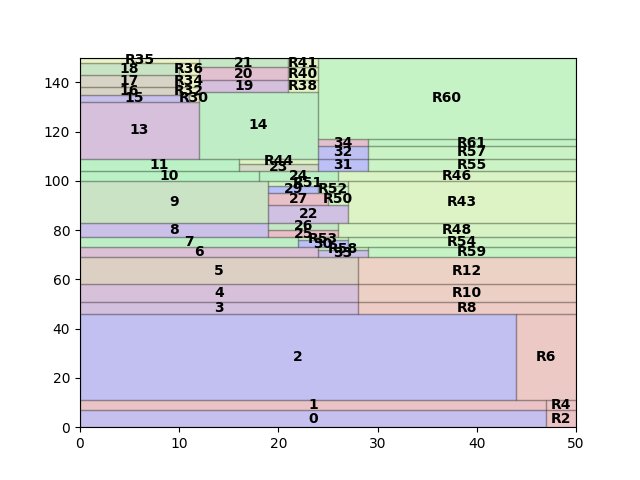 R35
18 R36 21 R41
17 R34 20 R40
16 R32 19 R38
15 R30
R60
13 14
34 R61
32 R57
R44
11 23 31 R55
10 24 R46
R51
29 R52
9 27 R50 R43
22
26
8 25 R48
R53
7 30 R54
R58
6 33 R59
5 R12
4 R10
3 R8
2 R6
1 R4
0 R2
140
120
100
80
60
40
20
0
0 10 20 30 40 50